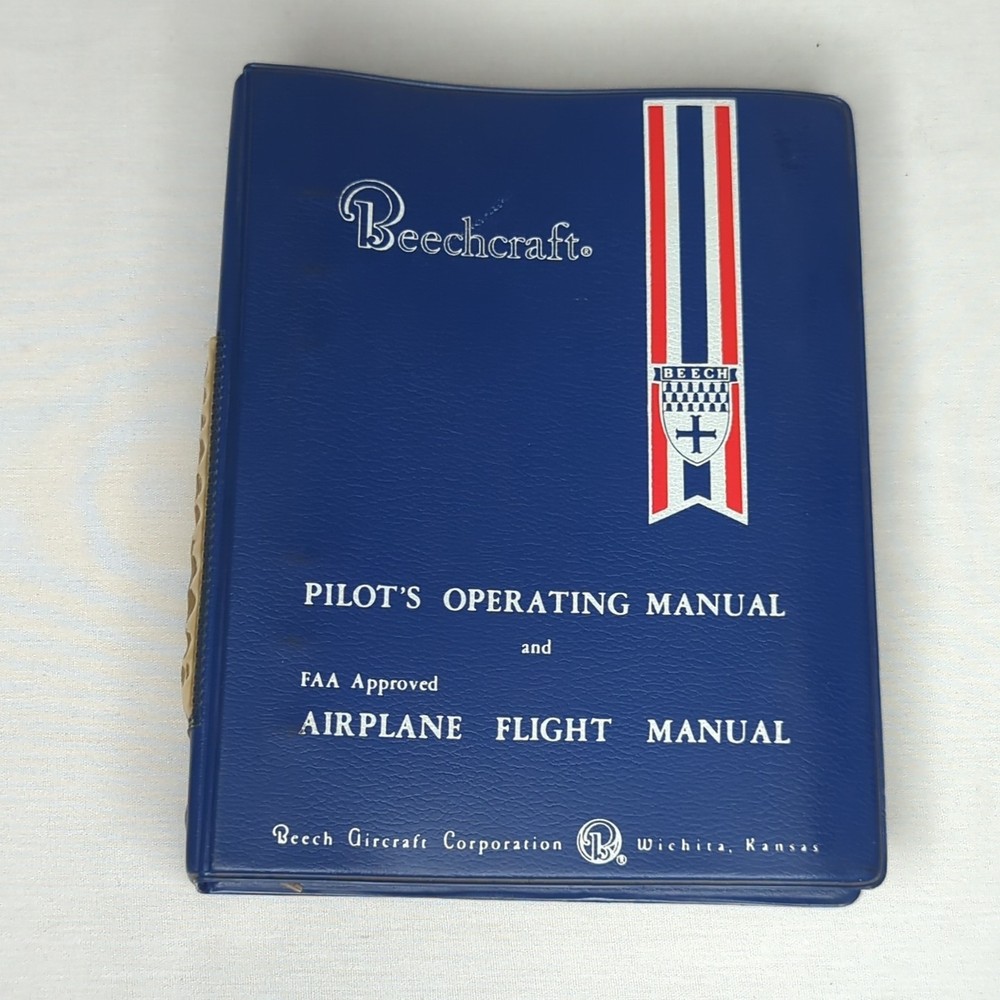 Beechcraft®
BEECH
PILOT'S OPERATING MANUAL
and
FAA Approved
AIRPLANE FLIGHT MANUAL
Beech Aircraft Corporation B® Wichita, Kansas